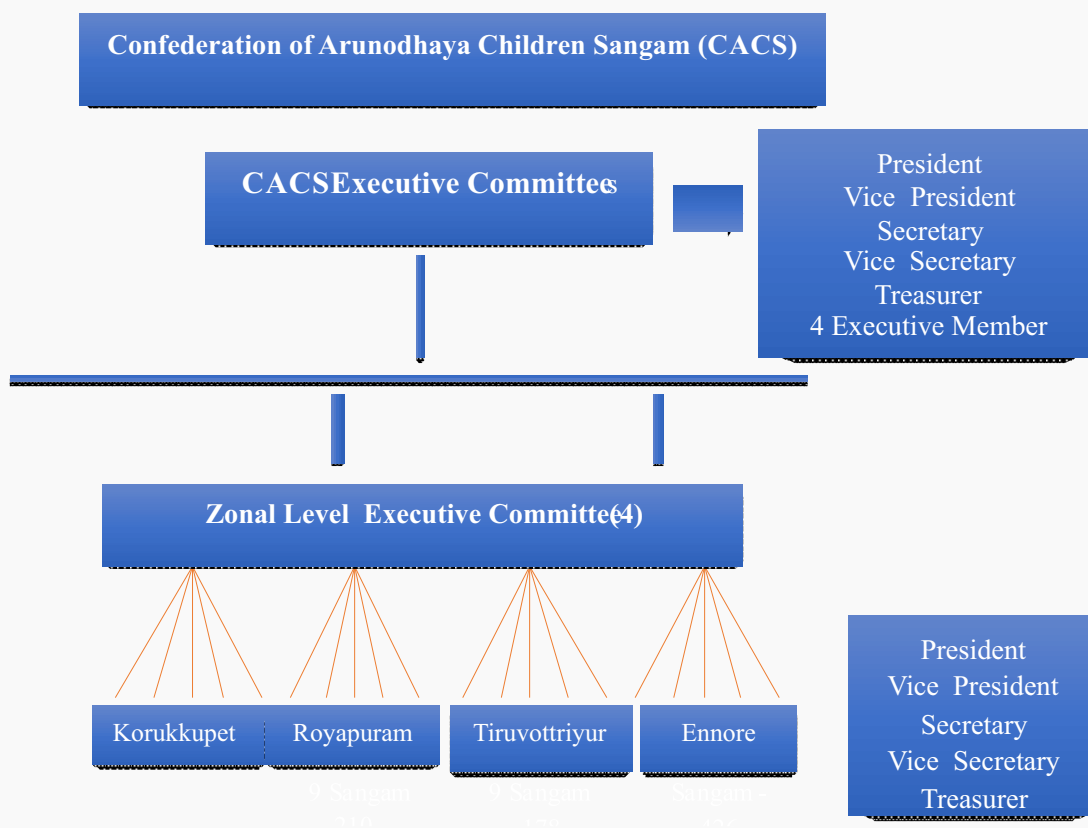 Confederation of Arunodhaya Children Sangam (CACS)
CACSExecutive Committees
President
Vice President
Secretary
Vice Secretary
Treasurer
4 Executive Member
Zonal Level Executive Committee(4)
Korukkupet
Royapuram
Tiruvottriyur
Ennore
9 Sangam
9 Sangam
Sangam -
President
Vice President
Secretary
Vice Secretary
Treasurer